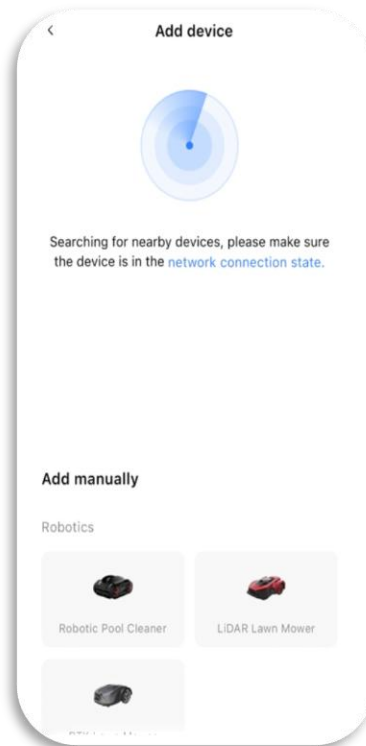 Add device
Searching for nearby devices, please make sure
the device is in the network connection state.
Add manually
Robotics
Robotic Pool Cleaner
LiDAR Lawn Mower